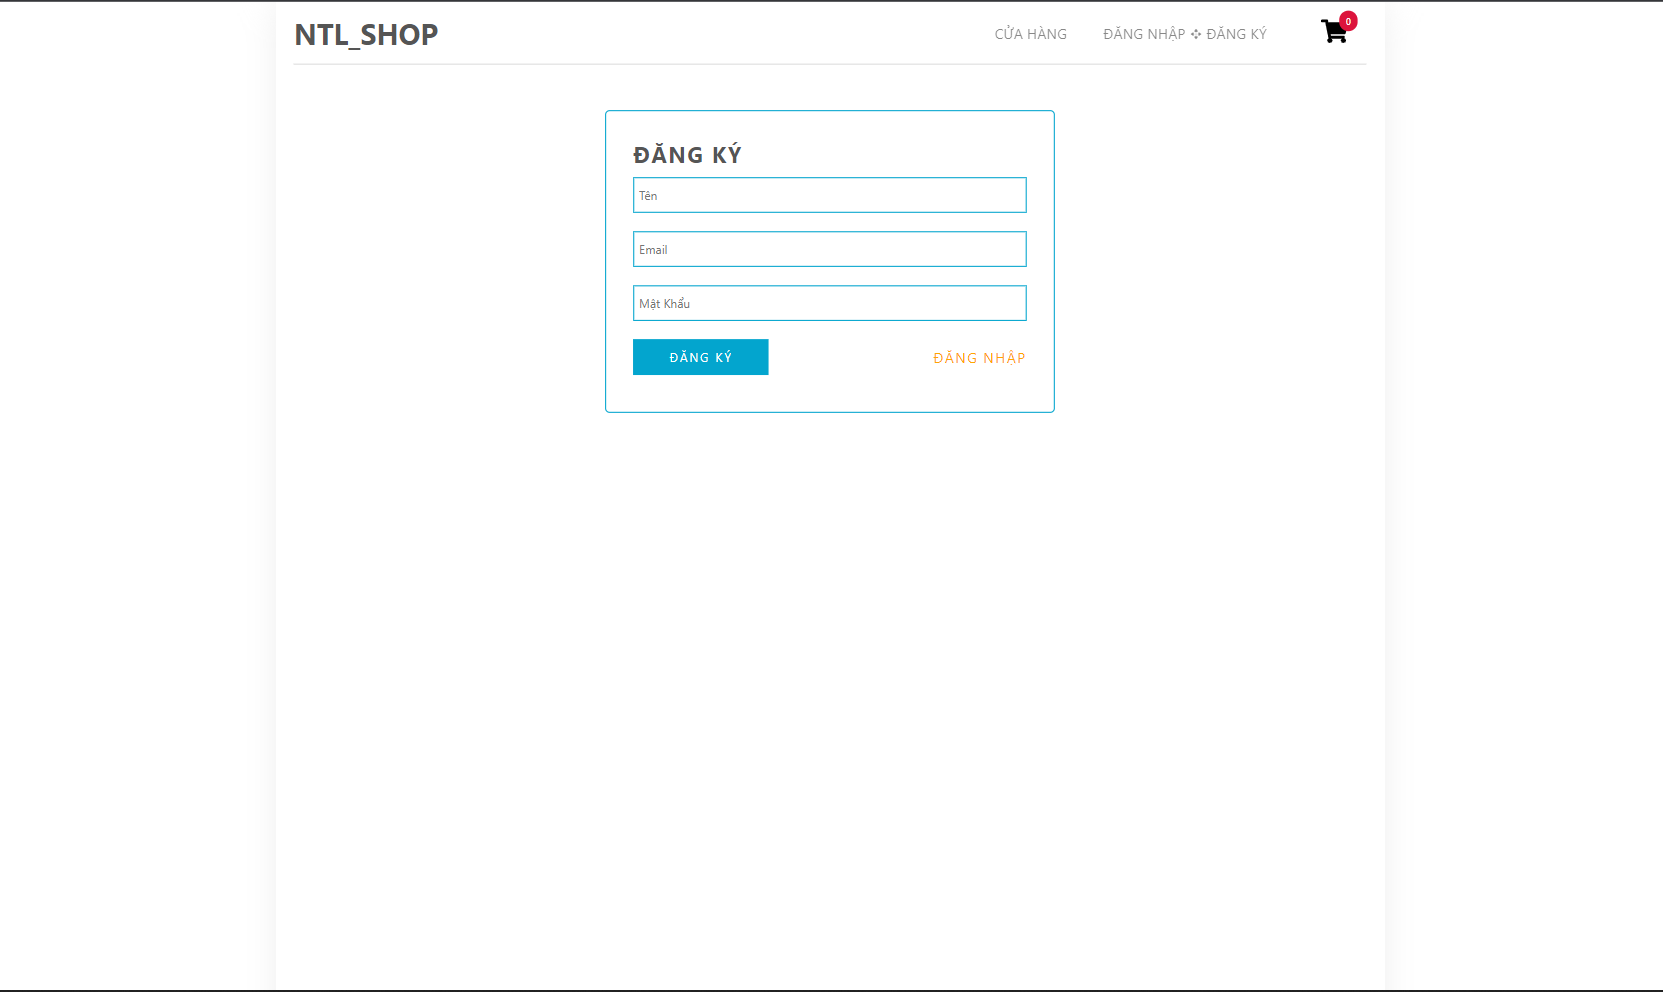 NTL_SHOP
CỬA HÀNG
ĐĂNG NHẬP ✣ ĐĂNG KÝ
0
ĐĂNG KÝ
Tên
Email
Mật Khẩu
ĐĂNG KÝ
ĐĂNG NHẬP